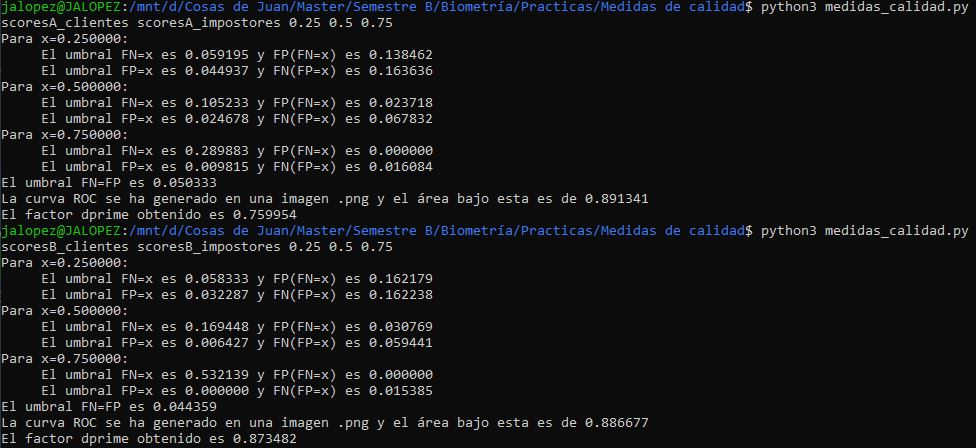 jalopez@JALOPEZ:/mnt/d/Cosas de Juan/Master/Semestre B/Biometría/Practicas/Medidas de calidad$ python3 medidas_calidad.py
scoresA_clientes scoresA_impostores 0.25 0.5 0.75
Para x=0.250000:
El umbral FN=x es 0.059195 y FP(FN=x) es 0.138462
El umbral FP=x es 0.044937 y FN(FP=x) es 0.163636
Para x=0.500000:
El umbral FN=x es 0.105233 y FP(FN=x) es 0.023718
El umbral FP=x es 0.024678 y FN(FP=x) es 0.067832
Para x=0.750000:
El umbral FN=x es 0.289883 y FP(FN=x) es 0.000000
El umbral FP=x es 0.009815 y FN(FP=x) es 0.016084
El umbral FN=FP es 0.050333
La curva ROC se ha generado en una imagen .png y el área bajo esta es de 0.891341
El factor dprime obtenido es 0.759954
jalopez@JALOPEZ:/mnt/d/Cosas de Juan/Master/Semestre B/Biometría/Practicas/Medidas de calidad$ python3 medidas_calidad.py
scoresB_clientes scoresB_impostores 0.25 0.5 0.75
Para x=0.250000:
El umbral FN=x es 0.058333 y FP(FN=x) es 0.162179
El umbral FP=x es 0.032287 y FN(FP=x) es 0.162238
Para x=0.500000:
El umbral FN=x es 0.169448 y FP(FN=x) es 0.030769
El umbral FP=x es 0.006427 y FN(FP=x) es 0.059441
Para x=0.750000:
El umbral FN=x es 0.532139 y FP(FN=x) es 0.000000
El umbral FP=x es 0.000000 y FN(FP=x) es 0.015385
El umbral FN=FP es 0.044359
La curva ROC se ha generado en una imagen .png y el área bajo esta es de 0.886677
El factor dprime obtenido es 0.873482